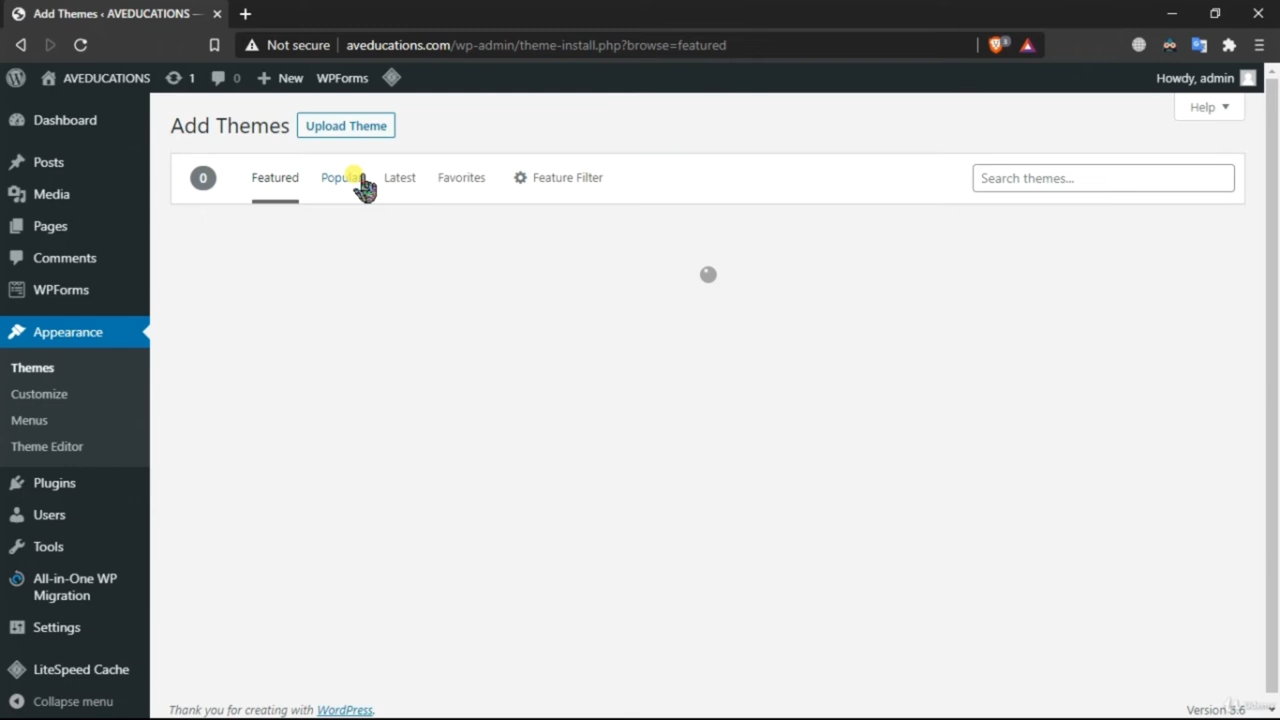 Add Themes ‹ AVEDUCATIONS —
Not secure aveducations.com/wp-admin/theme-install.php?browse=featured
AVEDUCATIONS 1 0 New WPForms Howdy, admin
Help
Dashboard
Posts
Media
Pages
Comments
WPForms
Appearance
Themes
Customize
Menus
Theme Editor
Plugins
Users
Tools
All-in-One WP
Migration
Settings
LiteSpeed Cache
Collapse menu
Add Themes Upload Theme
0 Featured Popular Latest Favorites Feature Filter Search themes...
Thank you for creating with WordPress.
Version